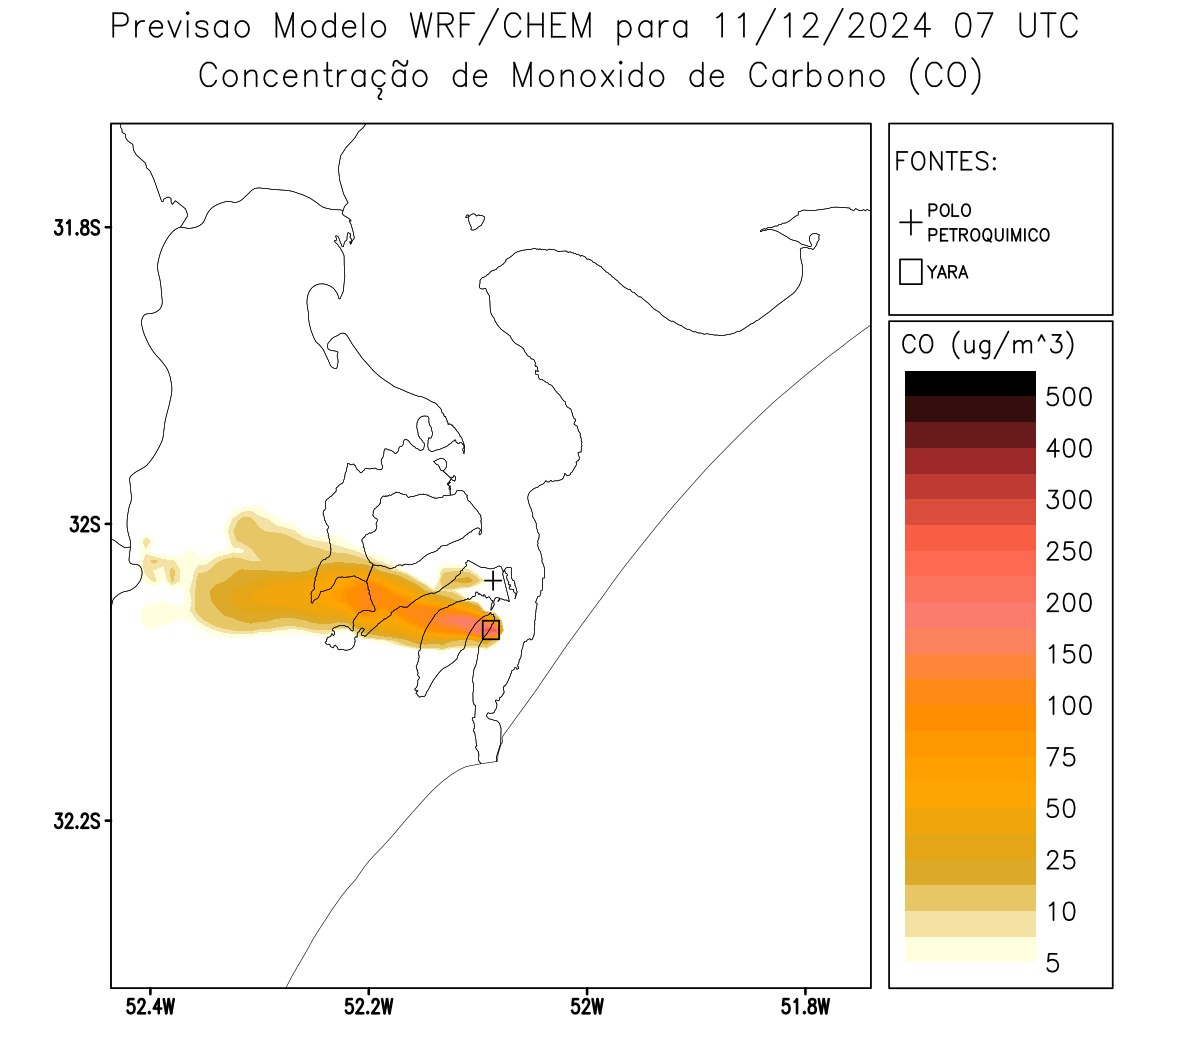 Previsao Modelo WRF/CHEM para 11/12/2024 07 UTC
Concentração de Monoxido de Carbono (CO)
FONTES:
POLO
PETROQUIMICO
YARA
CO (ug/m^3)
500
400
300
250
200
150
100
75
50
25
10
5
31.8S
32S
32.2S
52.4W
52.2W
52W
51.8W